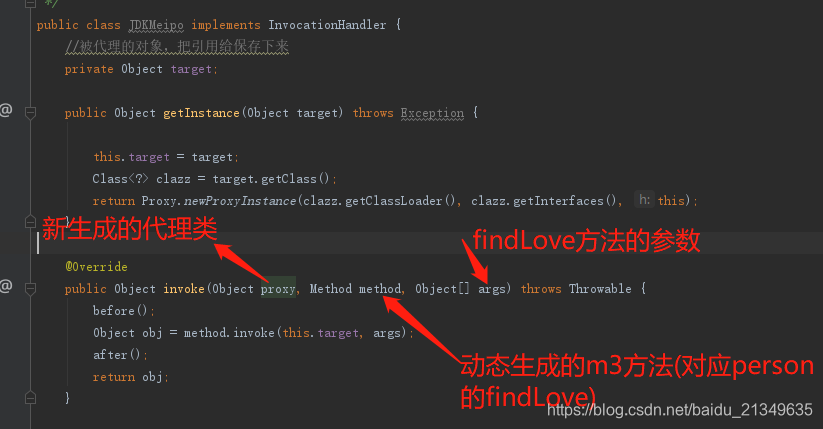 */
public class JDKMeipo implements InvocationHandler {
//被代理的对象，把引用给保存下来
private Object target;
public Object getInstance(Object target) throws Exception {
this.target = target;
Class<?> clazz = target.getClass();
return Proxy.newProxyInstance(clazz.getClassLoader(), clazz.getInterfaces(), h: this);
}
新生成的代理类
findLove方法的参数
@Override
@ public Object invoke(Object proxy, Method method, Object[] args) throws Throwable {
before();
Object obj = method.invoke(this.target, args);
after();
return obj;
}
动态生成的m3方法(对应person
的findLove)
https://blog.csdn.net/baidu_21349635